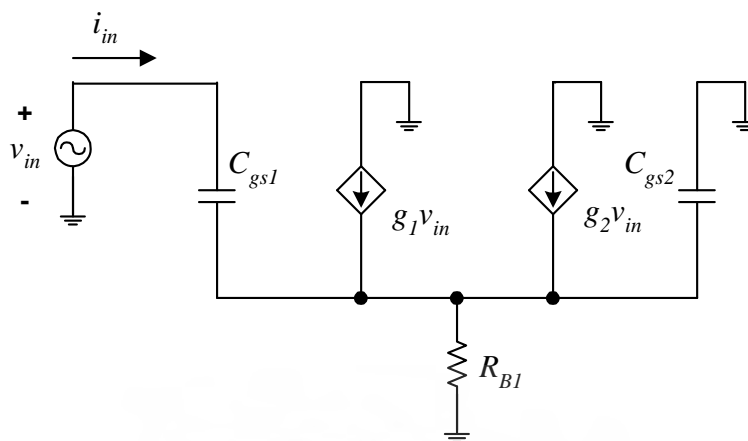 i_in
+
v_in
-
C_gs1
g_1v_in
g_2v_in
C_gs2
R_B1